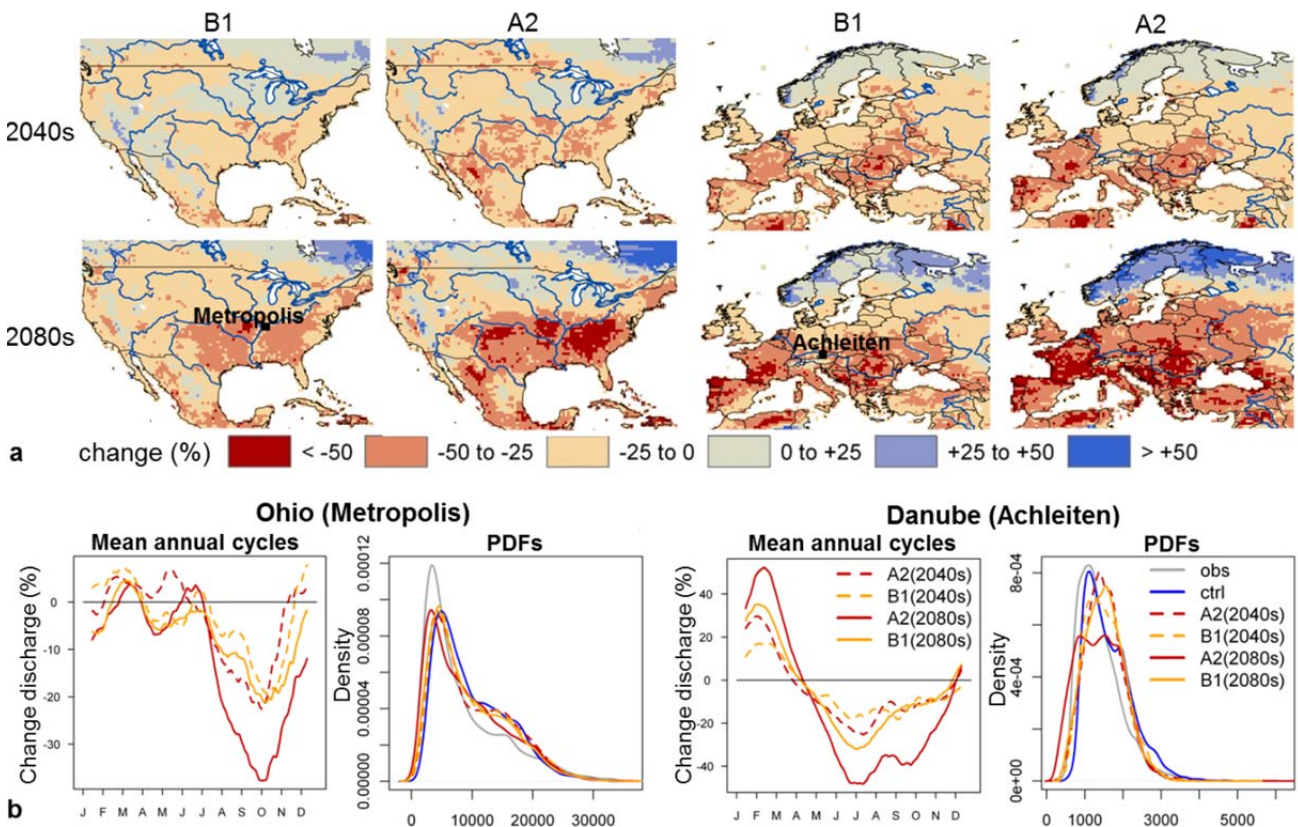 B1 A2 B1 A2
2040s
2080s
Metropolis
Achleiten
a change (%) < -50 -50 to -25 -25 to 0 0 to +25 +25 to +50 > +50
Ohio (Metropolis)
Danube (Achleiten)
Mean annual cycles
Change discharge (%)
0
-10
-20
-30
J F M A M J J A S O N D
PDFs
Density
0.00012
0.00008
0.00004
0.00000
0 10000 20000 30000
Mean annual cycles
Change discharge (%)
40
20
0
-20
-40
J F M A M J J A S O N D
A2(2040s)
B1(2040s)
A2(2080s)
B1(2080s)
PDFs
Density
8e-04
4e-04
0e+00
0 1000 3000 5000
obs
ctrl
A2(2040s)
B1(2040s)
A2(2080s)
B1(2080s)
b